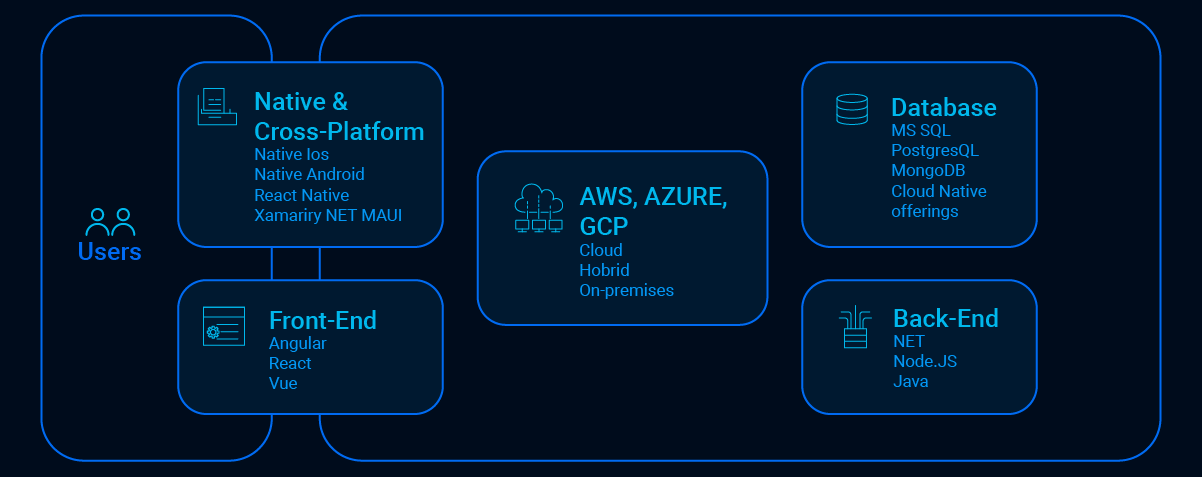 Users
Native &
Cross-Platform
Native Ios
Native Android
React Native
Xamariry NET MAUI
Front-End
Angular
React
Vue
AWS, AZURE,
GCP
Cloud
Hobrid
On-premises
Database
MS SQL
PostgresQL
MongoDB
Cloud Native
offerings
Back-End
NET
Node.JS
Java